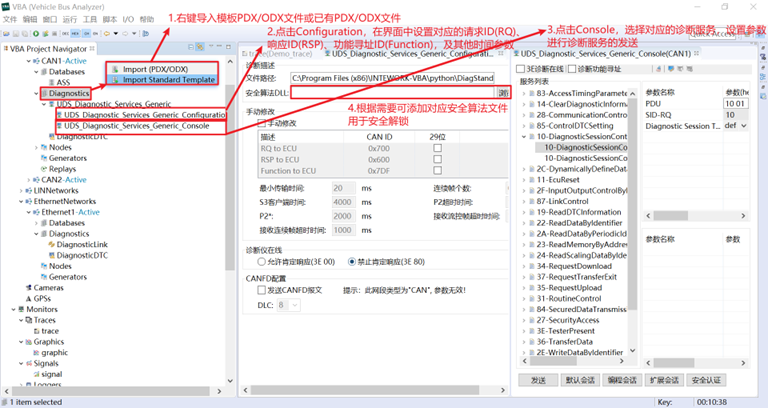 VBA (Vehicle Bus Analyzer)
文件
编辑
窗口
运行
工程
脚本
帮助
1.右键导入模板PDX/ODX文件或已有PDX/ODX文件
2.点击Configuration，在界面中设置对应的请求ID(RQ)、
响应ID(RSP)、功能寻址ID(Function)，及其他时间参数
3.点击Console，选择对应的诊断服务，设置参数
进行诊断服务的发送
Quick Access
VBA Project Navigator
CAN1-Active
Databases
ASS
Diagnostics
UDS_Diagnostic_Services_Generic
UDS_Diagnostic_Services_Generic_Configuratio
UDS_Diagnostic_Services_Generic_Console
DiagnosticDTC
Nodes
Generators
Replays
CAN2-Active
LINNetworks
EthernetNetworks
Ethernet1-Active
Databases
Diagnostics
DiagnosticLink
DiagnosticDTC
Nodes
Generators
Cameras
GPSs
Monitors
Traces
trace
Graphics
graphic
Signals
signal
Loggers
Import (PDX/ODX)
Import Standard Template
诊断描述
文件路径:
C:\Program Files (x86)\INTEWORK-VBA\python\DiagStand
安全算法DLL:
4.根据需要可添加对应安全算法文件
用于安全解锁
手动修改
手动修改
描述 CAN ID 29位
RQ to ECU 0x700
RSP to ECU 0x600
Function to ECU 0x7DF
最小传输时间: 20 ms 连续帧个数:
S3客户端时间: 4000 ms P2超时时间:
P2*: 2000 ms 接收流控帧超时时间:
接收连续帧超时时间: 1000 ms
诊断仪在线
允许肯定响应(3E 00) 禁止肯定响应(3E 80)
CANFD配置
发送CANFD报文 提示：此网段类型为"CAN", 参数无效!
DLC: 8
UDS_Diagnostic_Services_Generic_Console(CAN1)
3E诊断在线 诊断功能寻址
服务列表
83-AccessTimingParamete
14-ClearDiagnosticInforma
28-CommunicationControl
85-ControlDTCSetting
10-DiagnosticSessionCont
10-DiagnosticSessionCo
10-DiagnosticSessionCo
2C-DynamicallyDefineDat
11-EcuReset
2F-InputOutputControlBy
87-LinkControl
19-ReadDTCInformation
22-ReadDataByIdentifier
2A-ReadDataByPeriodicId
23-ReadMemoryByAddre
24-ReadScalingDataByIde
34-RequestDownload
37-RequestTransferExit
35-RequestUpload
31-RoutineControl
84-SecuredDataTransmiss
27-SecurityAccess
3E-TesterPresent
36-TransferData
2E-WriteDataByIdentifier
参数名称 参数(he
PDU 10 01
SID-RQ 10
Diagnostic Session T... def
参数名称 参数
发送 默认会话 编程会话 扩展会话 安全认证
1 item selected
Key:
00:10:38